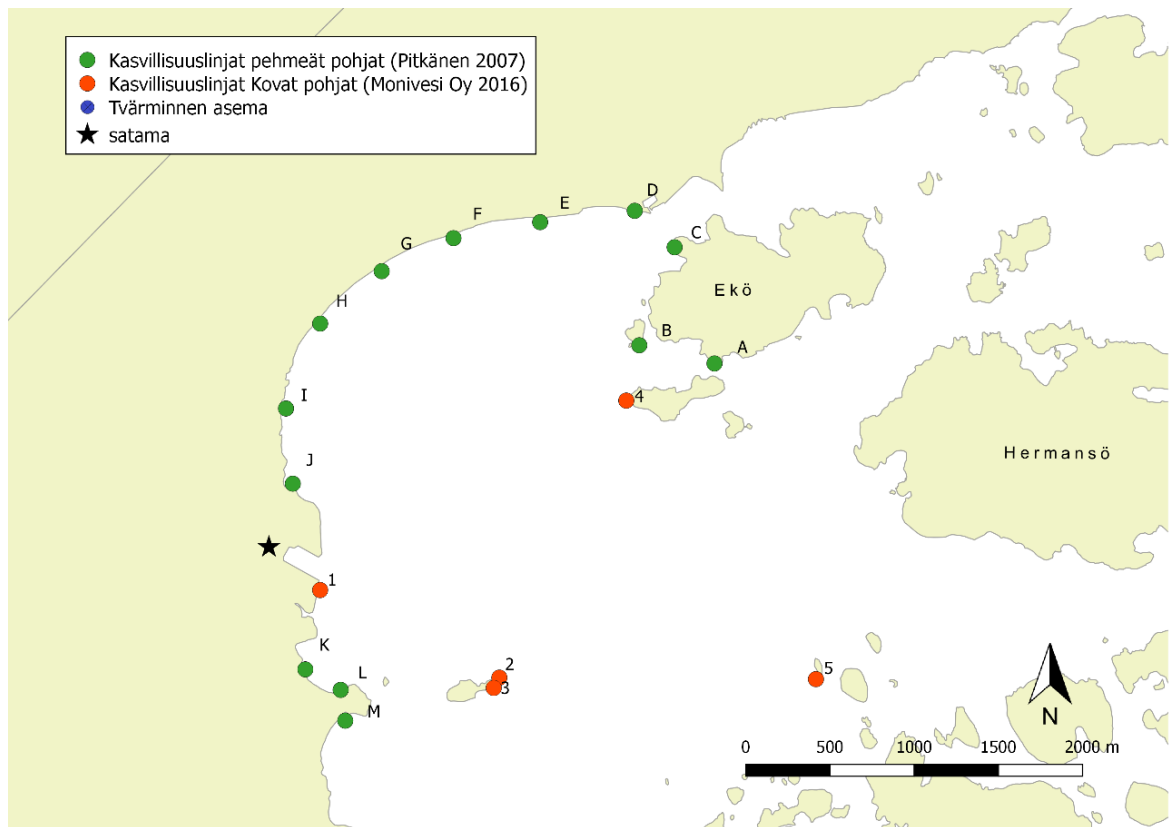 Kasvillisuuslinjat pehmeät pohjat (Pitkänen 2007)
Kasvillisuuslinjat Kovat pohjat (Monivesi Oy 2016)
Tvärminnen asema
satama
D
E
F
C
G
Ekö
H
B
A
I
4
Hermansö
J
1
K
2
5
L
3
M
N
0 500 1000 1500 2000 m